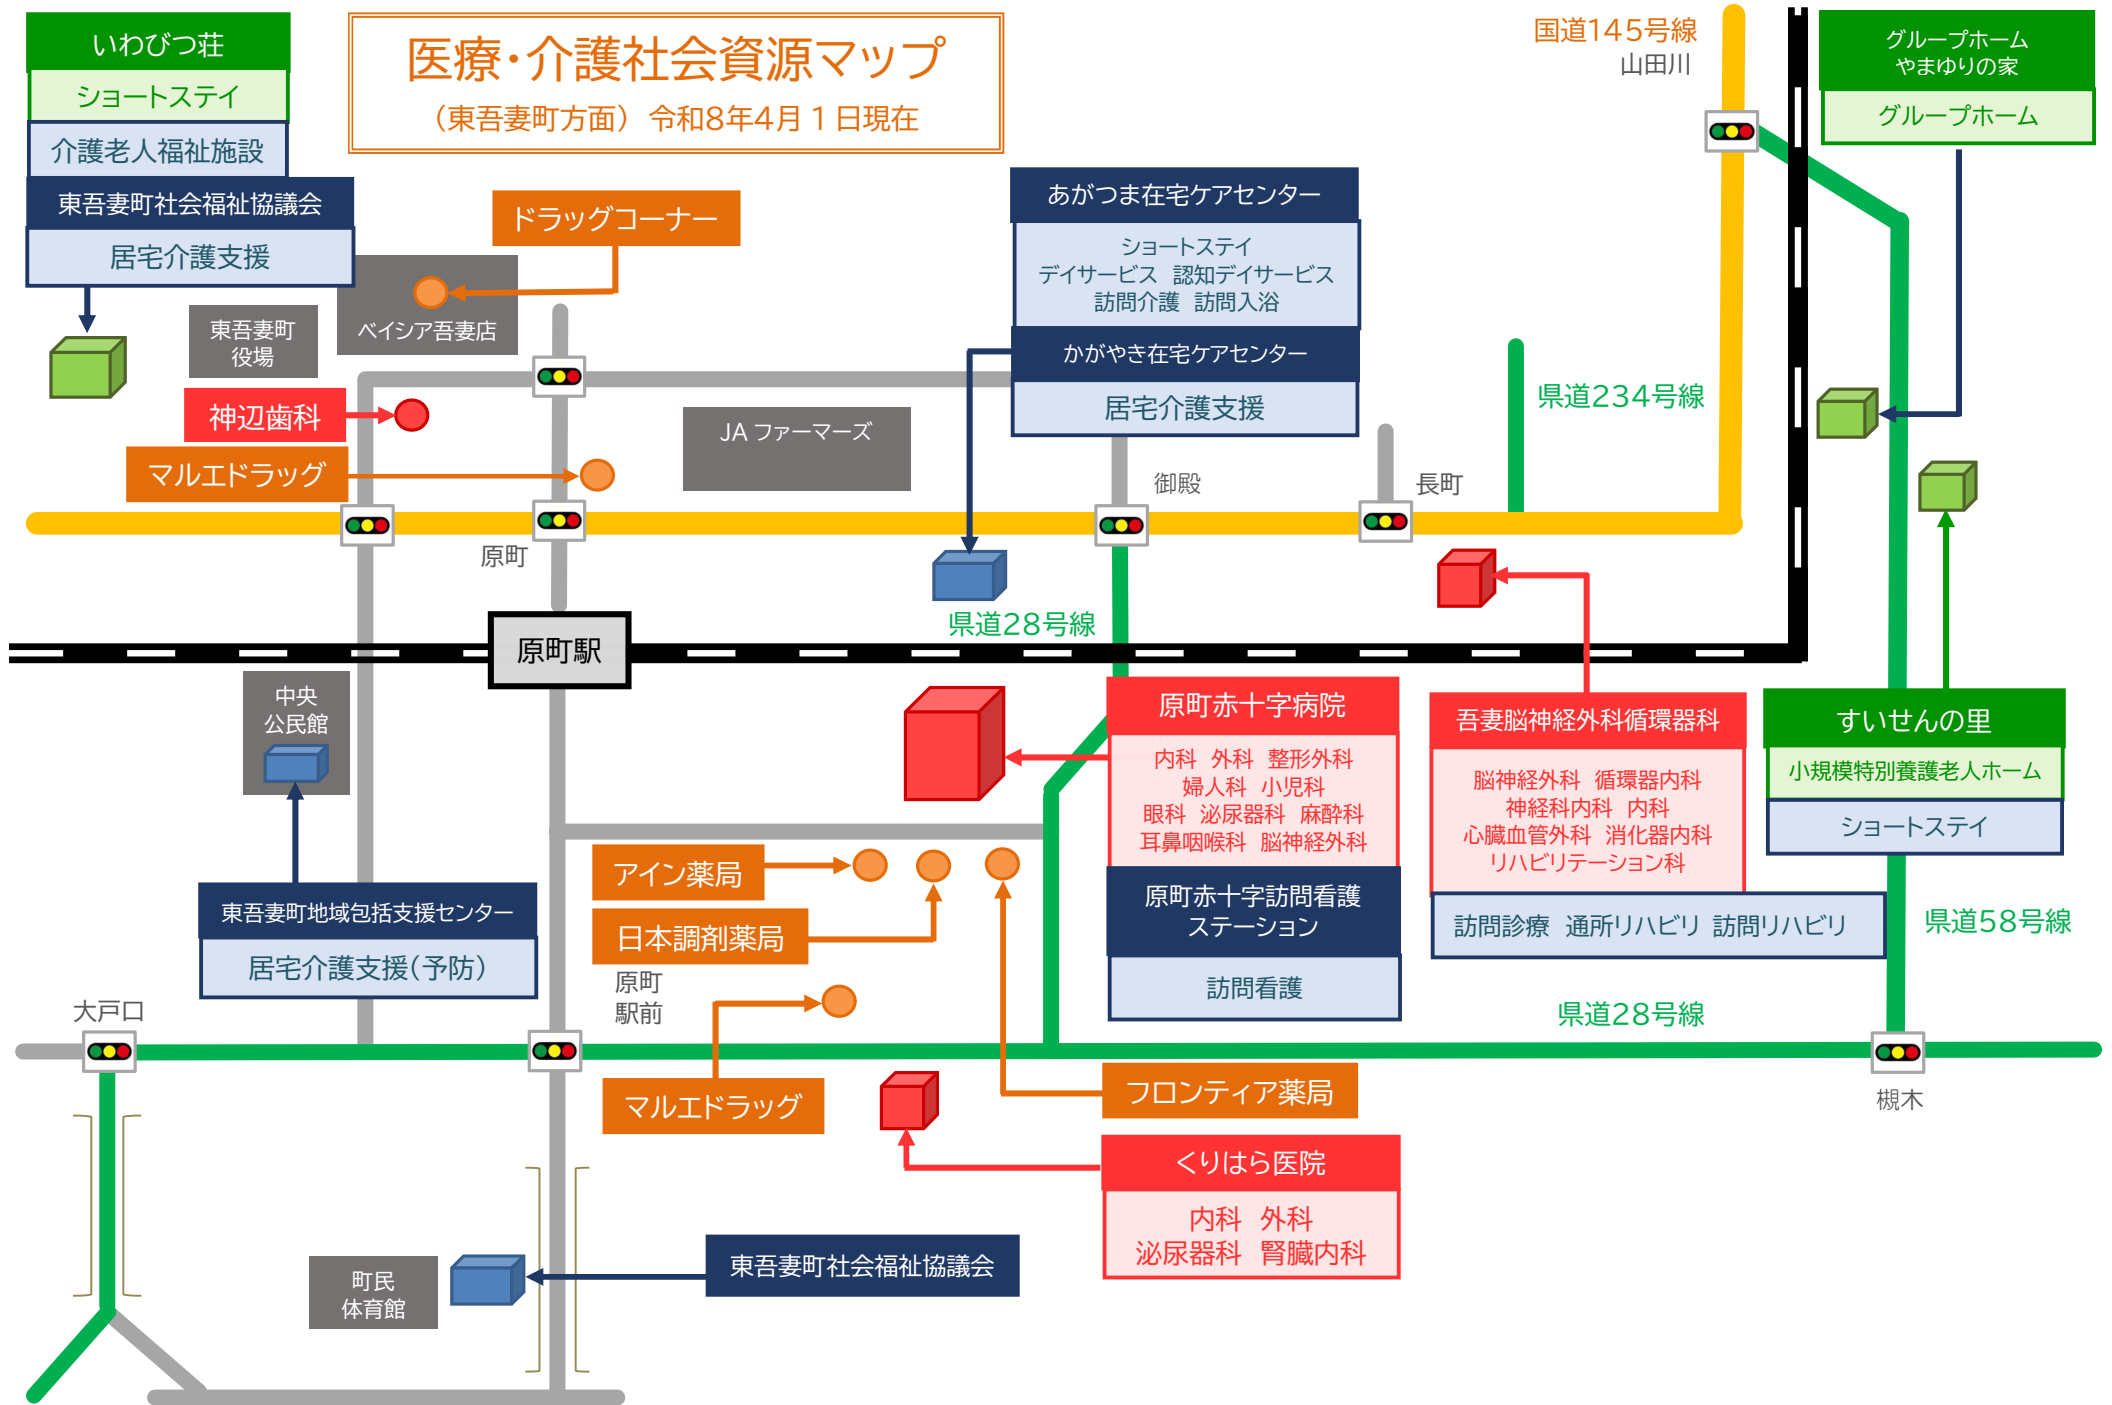 医療・介護社会資源マップ
（東吾妻町方面） 令和8年4月１日現在
いわびつ荘
ショートステイ
介護老人福祉施設
東吾妻町社会福祉協議会
居宅介護支援
国道145号線
山田川
グループホーム
やまゆりの家
グループホーム
ドラッグコーナー
ベイシア吾妻店
東吾妻町
役場
神辺歯科
マルエドラッグ
あがつま在宅ケアセンター
ショートステイ
デイサービス 認知デイサービス
訪問介護 訪問入浴
かがやき在宅ケアセンター
居宅介護支援
JA ファーマーズ
県道234号線
御殿
長町
原町
県道28号線
原町駅
中央
公民館
原町赤十字病院
内科 外科 整形外科
婦人科 小児科
眼科 泌尿器科 麻酔科
耳鼻咽喉科 脳神経外科
原町赤十字訪問看護
ステーション
訪問看護
吾妻脳神経外科循環器科
脳神経外科 循環器内科
神経科内科 内科
心臓血管外科 消化器内科
リハビリテーション科
訪問診療 通所リハビリ 訪問リハビリ
すいせんの里
小規模特別養護老人ホーム
ショートステイ
県道58号線
アイン薬局
日本調剤薬局
原町
駅前
東吾妻町地域包括支援センター
居宅介護支援（予防）
大戸口
県道28号線
マルエドラッグ
フロンティア薬局
槻木
くりはら医院
内科 外科
泌尿器科 腎臓内科
東吾妻町社会福祉協議会
町民
体育館